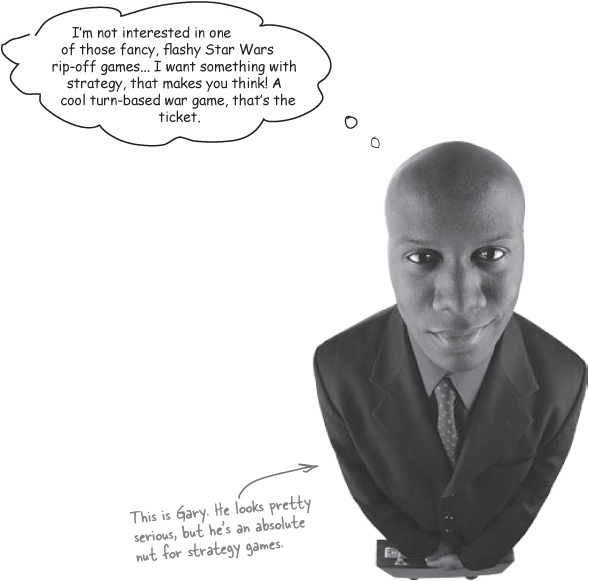 I'm not interested in one
of those fancy, flashy Star Wars
rip-off games... I want something with
strategy, that makes you think! A
cool turn-based war game, that's the
ticket.
This is Gary. He looks pretty
serious, but he's an absolute
nut for strategy games.